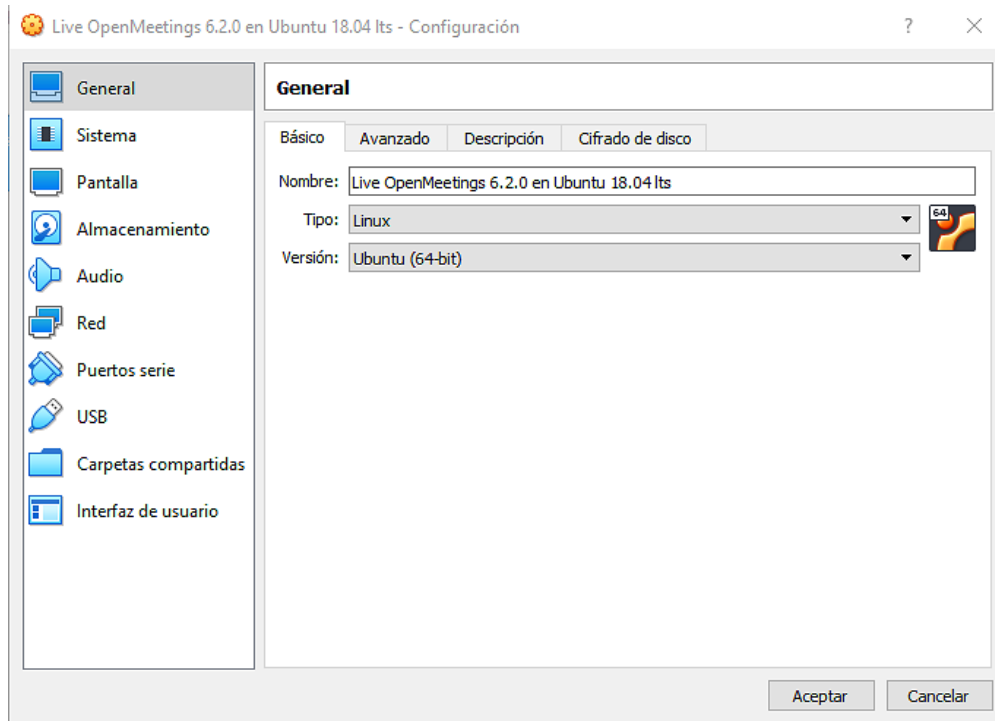 Live OpenMeetings 6.2.0 en Ubuntu 18.04 lts - Configuración
?
General
Sistema
Pantalla
Almacenamiento
Audio
Red
Puertos serie
USB
Carpetas compartidas
Interfaz de usuario
General
Básico Avanzado Descripción Cifrado de disco
Nombre: Live OpenMeetings 6.2.0 en Ubuntu 18.04 lts
Tipo: Linux
64
Versión: Ubuntu (64-bit)
Aceptar Cancelar